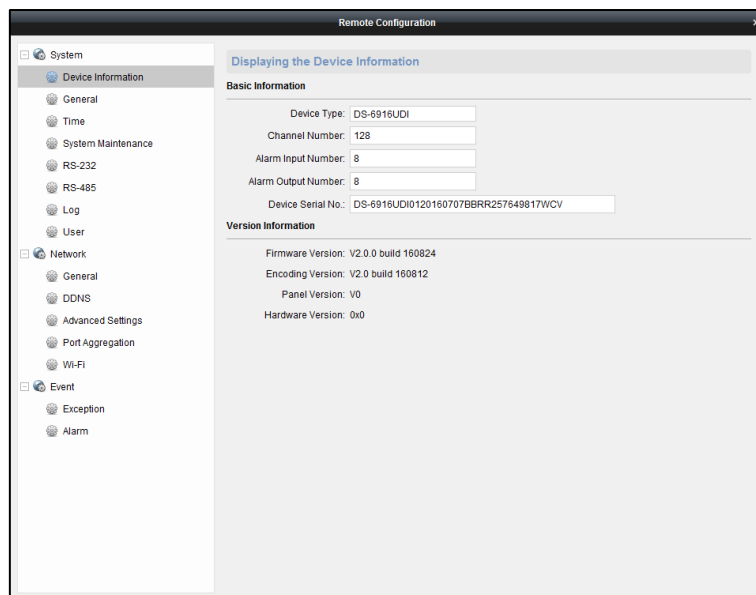 Remote Configuration
System
Device Information
General
Time
System Maintenance
RS-232
RS-485
Log
User
Network
General
DDNS
Advanced Settings
Port Aggregation
Wi-Fi
Event
Exception
Alarm
Displaying the Device Information
Basic Information
Device Type: DS-6916UDI
Channel Number: 128
Alarm Input Number: 8
Alarm Output Number: 8
Device Serial No.: DS-6916UDI0120160707BBRR257649817WCV
Version Information
Firmware Version: V2.0.0 build 160824
Encoding Version: V2.0 build 160812
Panel Version: V0
Hardware Version: 0x0